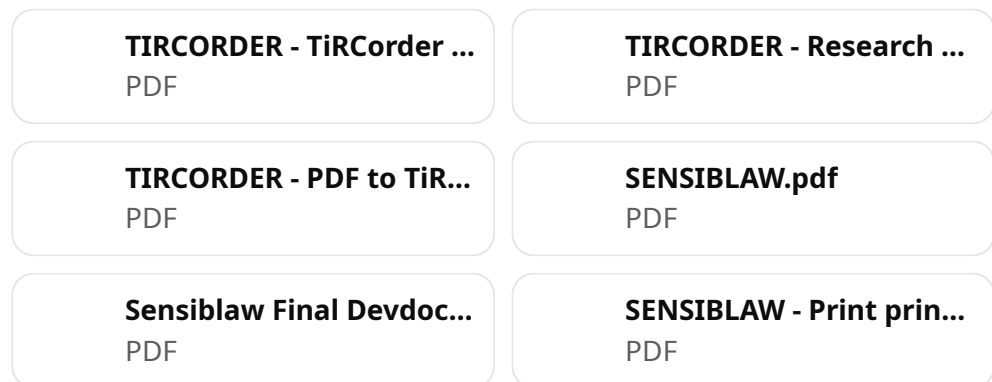 TIRCORDER - TiRCorder ...
PDF
TIRCORDER - Research ...
PDF
TIRCORDER - PDF to TiR...
PDF
SENSIBLAW.pdf
PDF
Sensiblaw Final Devdoc...
PDF
SENSIBLAW - Print prin...
PDF